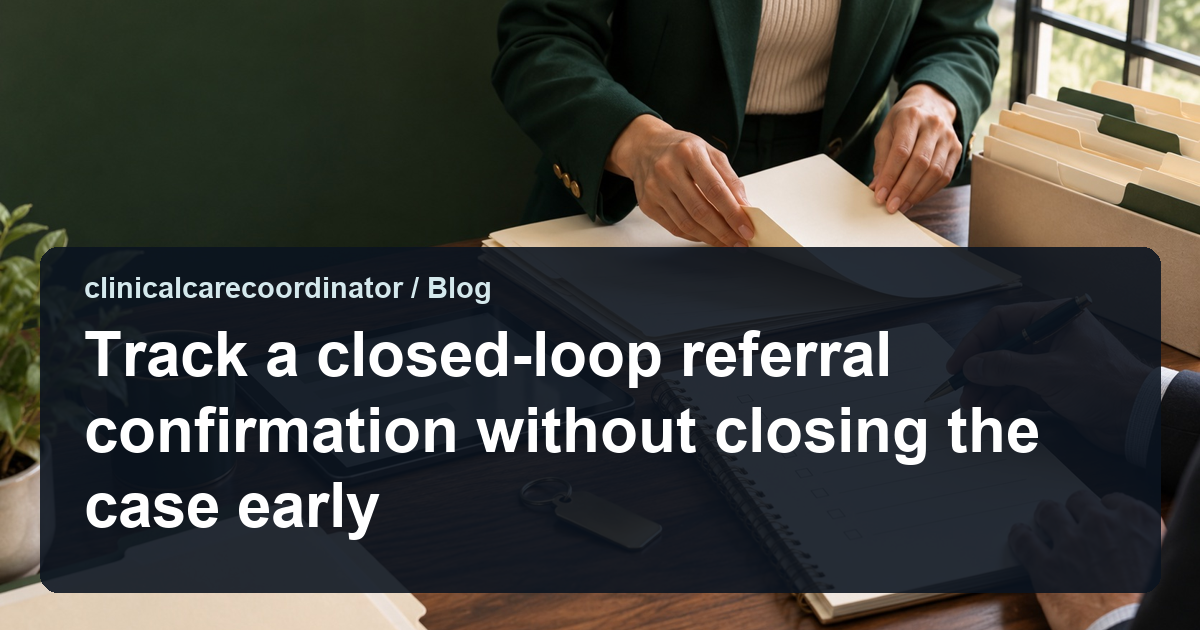 clinicalcarecoordinator / Blog
Track a closed-loop referral
confirmation without closing the
case early